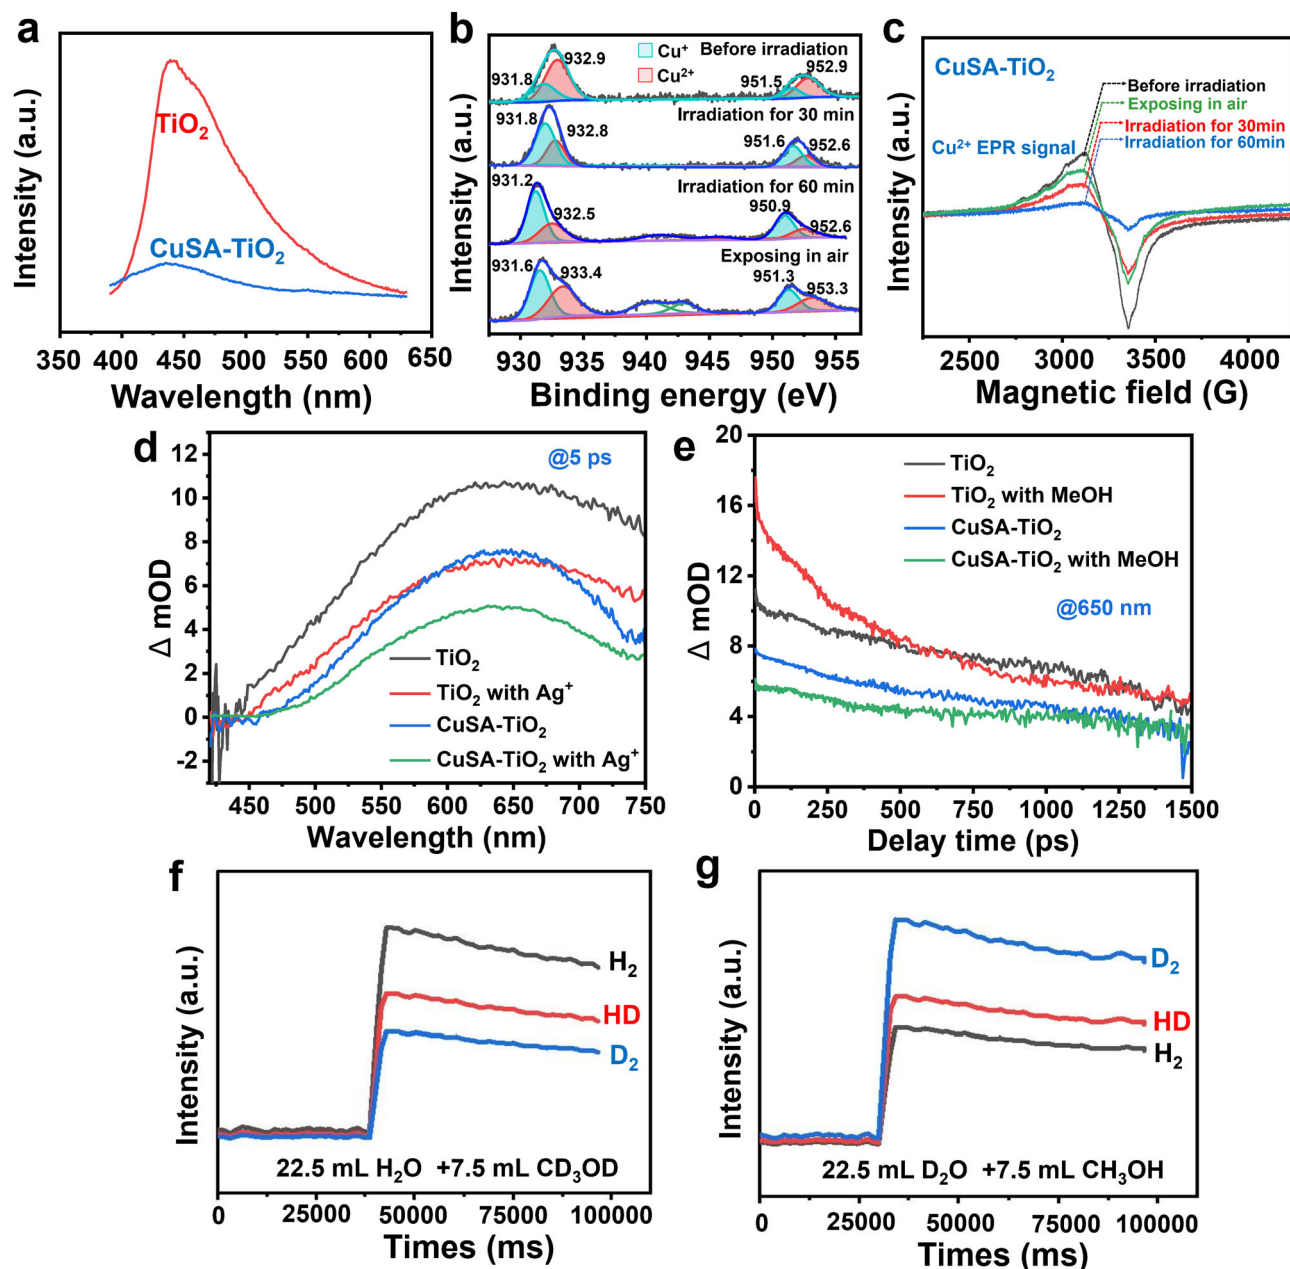 a
Intensity (a.u.)
TiO₂
CuSA-TiO₂
350 400 450 500 550 600 650
Wavelength (nm)
b
Intensity (a.u.)
Cu⁺
Cu²⁺
Before irradiation
931.8
932.9
951.5
952.9
Irradiation for 30 min
931.8
932.8
951.6
952.6
Irradiation for 60 min
931.2
932.5
950.9
952.6
Exposing in air
931.6
933.4
951.3
953.3
930 935 940 945 950 955
Binding energy (eV)
c
Intensity (a.u.)
CuSA-TiO₂
Before irradiation
Exposing in air
Irradiation for 30min
Irradiation for 60min
Cu²⁺ EPR signal
2500 3000 3500 4000
Magnetic field (G)
d
Δ mOD
12
10
8
6
4
2
0
-2
@5 ps
TiO₂
TiO₂ with Ag⁺
CuSA-TiO₂
CuSA-TiO₂ with Ag⁺
450 500 550 600 650 700 750
Wavelength (nm)
e
Δ mOD
20
16
12
8
4
0
TiO₂
TiO₂ with MeOH
CuSA-TiO₂
CuSA-TiO₂ with MeOH
@650 nm
0 250 500 750 1000 1250 1500
Delay time (ps)
f
Intensity (a.u.)
H₂
HD
D₂
22.5 mL H₂O +7.5 mL CD₃OD
0 25000 50000 75000 100000
Times (ms)
g
Intensity (a.u.)
D₂
HD
H₂
22.5 mL D₂O +7.5 mL CH₃OH
0 25000 50000 75000 100000
Times (ms)